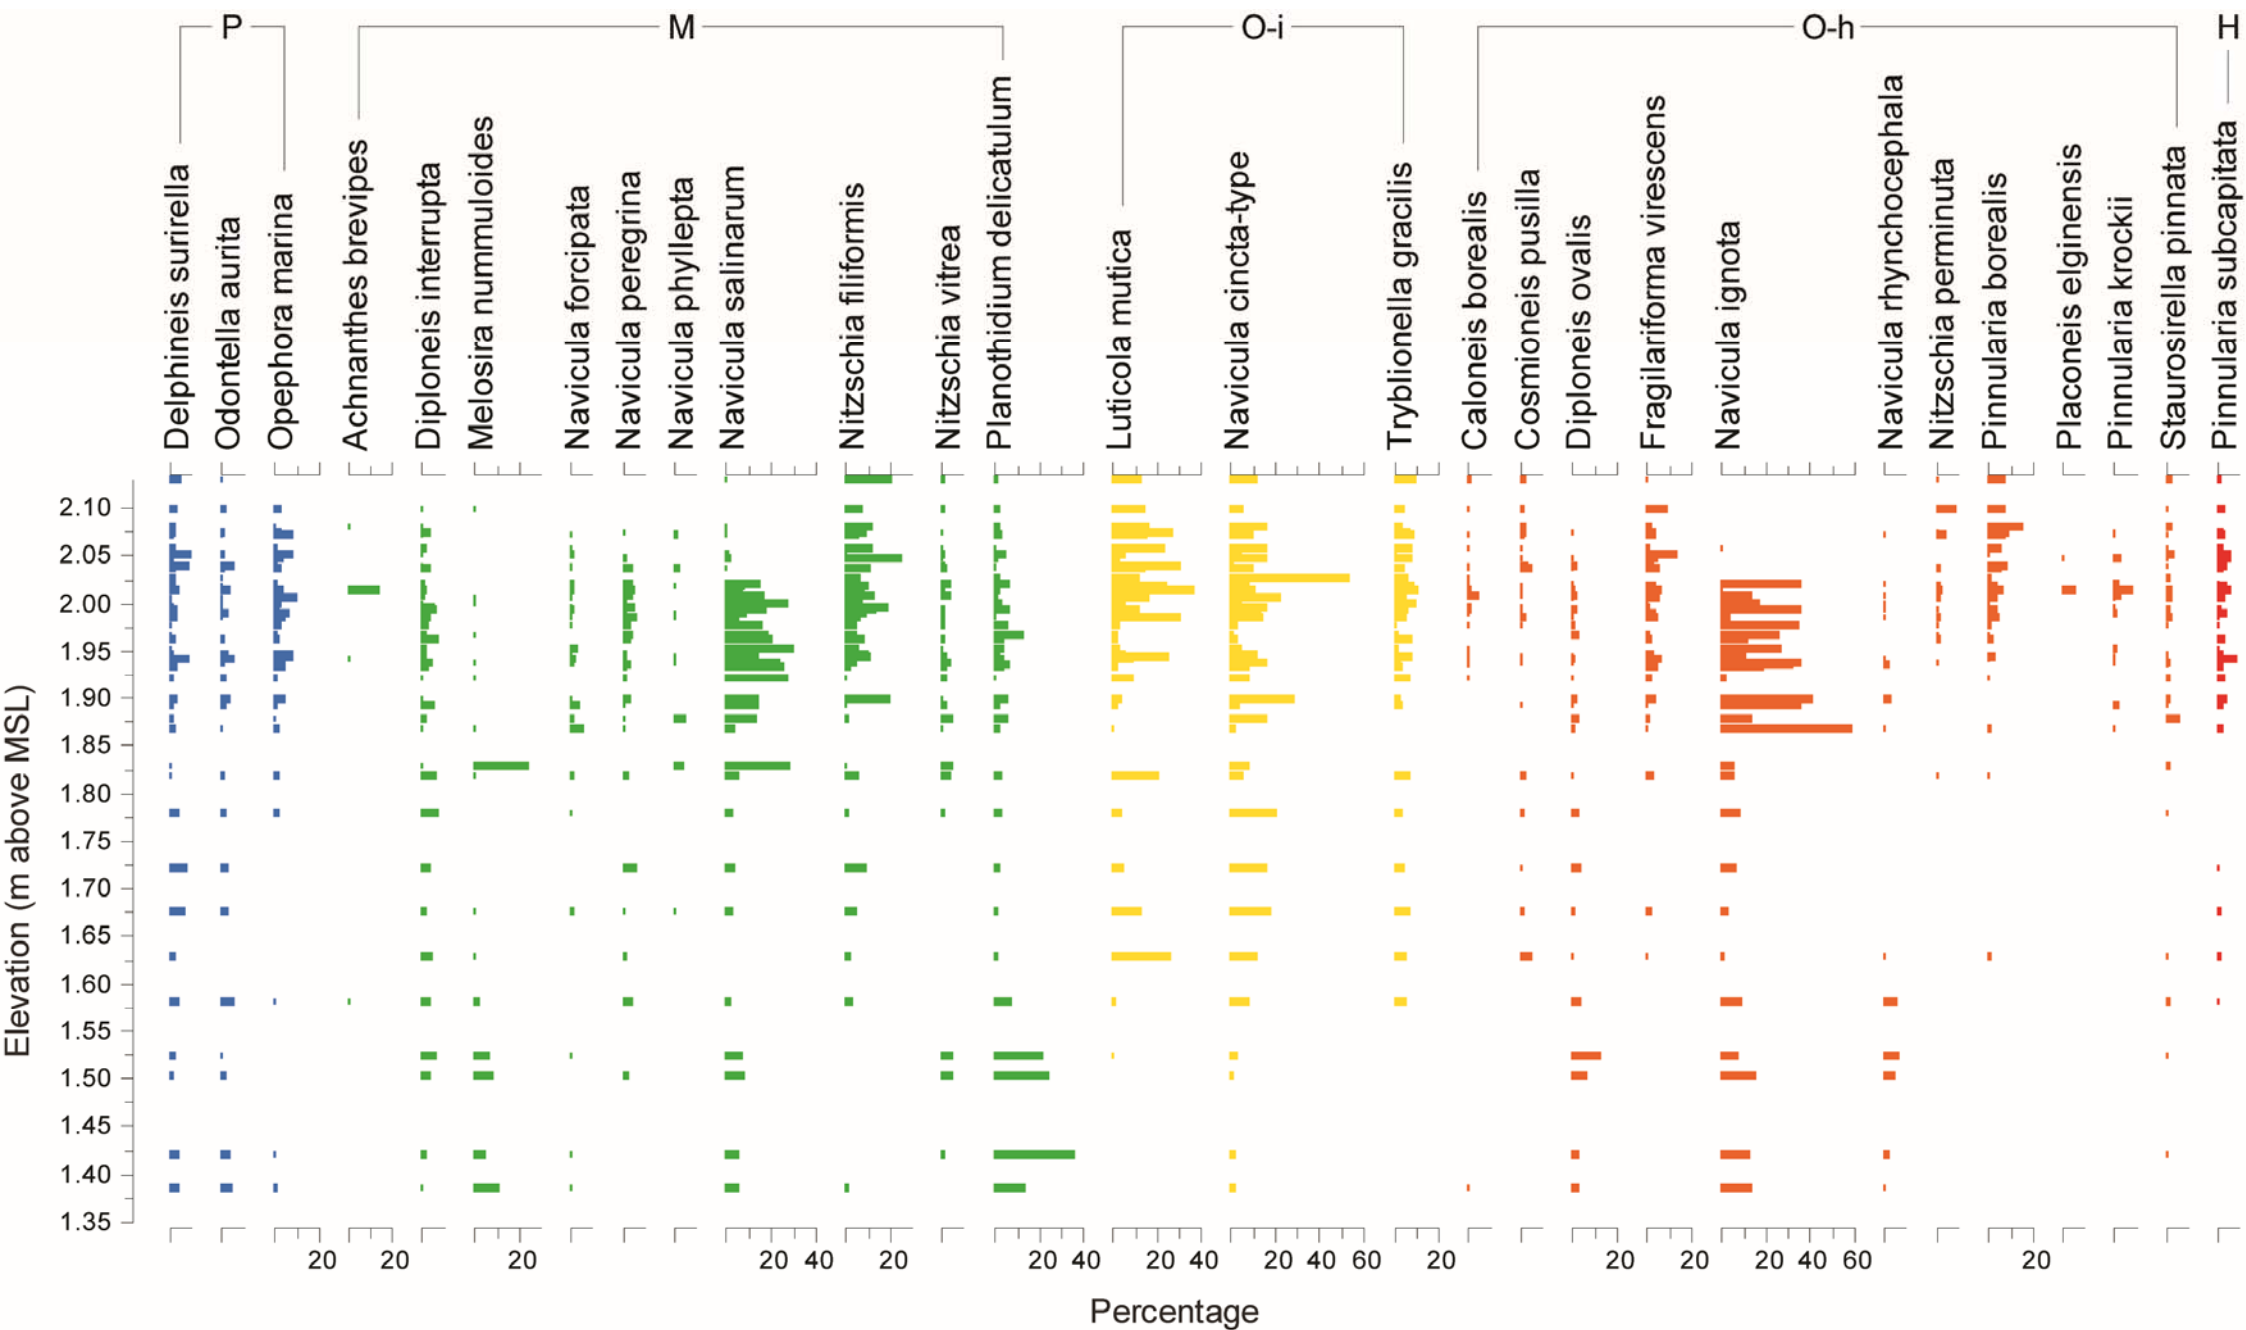 P M O-i O-h H
Delphineis surirella
Odontella aurita
Opephora marina
Achnanthes brevipes
Diploneis interrupta
Melosira nummuloides
Navicula forcipata
Navicula peregrina
Navicula phyllepta
Navicula salinarum
Nitzschia filiformis
Nitzschia vitrea
Planothidium delicatulum
Luticola mutica
Navicula cincta-type
Tryblionella gracilis
Caloneis borealis
Cosmioneis pusilla
Diploneis ovalis
Fragilariforma virescens
Navicula ignota
Navicula rhynchocephala
Nitzschia perminuta
Pinnularia borealis
Placoneis elginensis
Pinnularia krockii
Staurosirella pinnata
Pinnularia subcapitata
Elevation (m above MSL)
2.10
2.05
2.00
1.95
1.90
1.85
1.80
1.75
1.70
1.65
1.60
1.55
1.50
1.45
1.40
1.35
20 20 20 20 40 20 20 40 20 40 20 40 60 20 20 20 20 40 60 20
Percentage